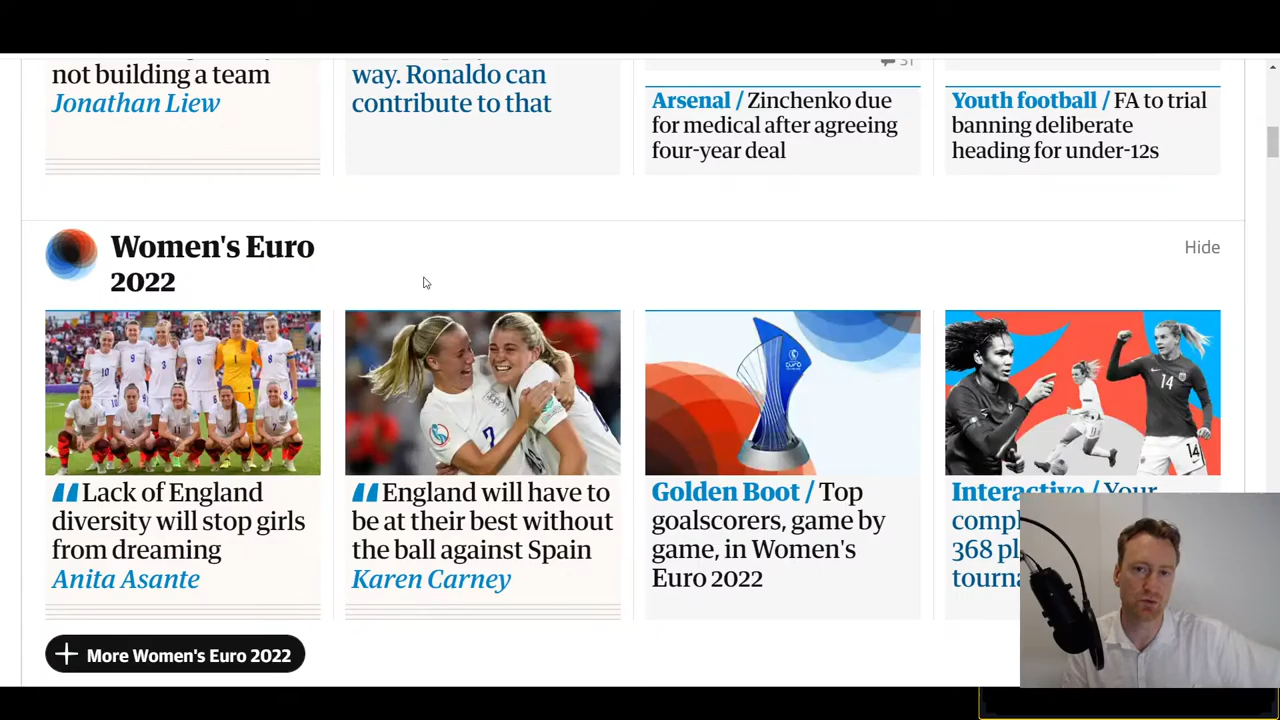 not building a team
Jonathan Liew
way. Ronaldo can
contribute to that
31
Arsenal / Zinchenko due
for medical after agreeing
four-year deal
Youth football / FA to trial
banning deliberate
heading for under-12s
Women's Euro
2022
Hide
Lack of England
diversity will stop girls
from dreaming
Anita Asante
England will have to
be at their best without
the ball against Spain
Karen Carney
Golden Boot / Top
goalscorers, game by
game, in Women's
Euro 2022
Interactive / Your
368
More Women's Euro 2022